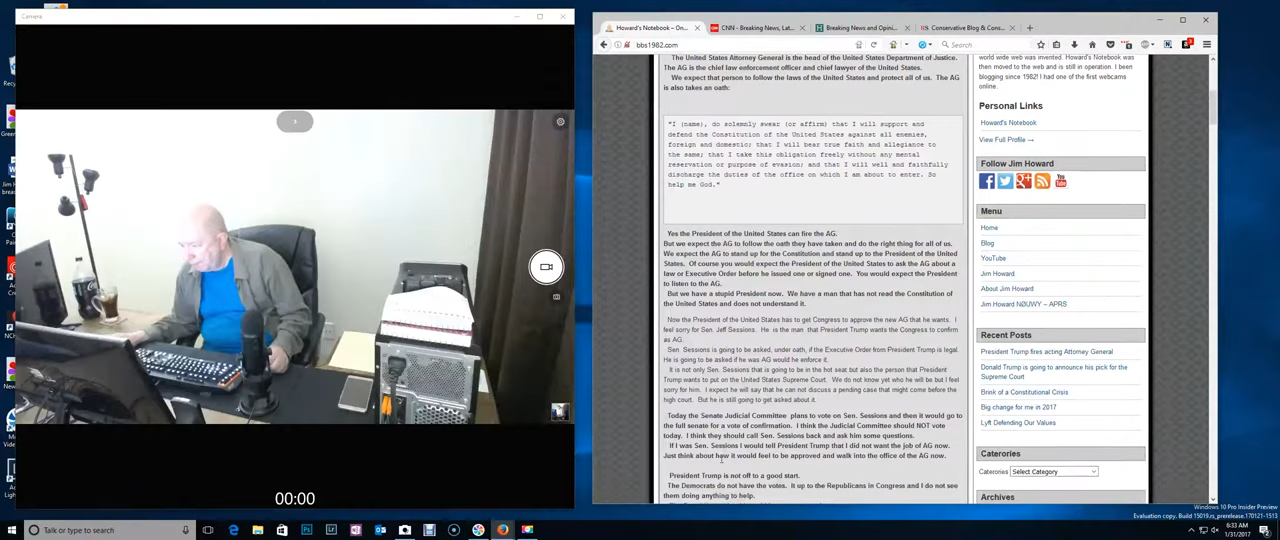 Camera
00:00
Howard's Notebook – On...
CNN - Breaking News, Lat...
Breaking News and Opini...
Conservative Blog & Cons...
bbs1982.com
Search
The United States Attorney General is the head of the United States Department of Justice.
The AG is the chief law enforcement officer and chief lawyer of the United States.
We expect that person to follow the laws of the United States and protect all of us. The AG
is also takes an oath:
"I (name), do solemnly swear (or affirm) that I will support and
defend the Constitution of the United States against all enemies,
foreign and domestic; that I will bear true faith and allegiance to
the same; that I take this obligation freely without any mental
reservation or purpose of evasion; and that I will well and faithfully
discharge the duties of the office on which I am about to enter. So
help me God."
Yes the President of the United States can fire the AG.
But we expect the AG to follow the oath they have taken and do the right thing for all of us.
We expect the AG to stand up for the Constitution and stand up to the President of the United
States. Of course you would expect the President of the United States to ask the AG about a
law or Executive Order before he issued one or signed one. You would expect the President
to listen to the AG.
But we have a stupid President now. We have a man that has not read the Constitution of
the United States and does not understand it.
Now the President of the United States has to get Congress to approve the new AG that he wants. I
feel sorry for Sen. Jeff Sessions. He is the man that President Trump wants the Congress to confirm
as AG.
Sen Sessions is going to be asked, under oath, if the Executive Order from President Trump is legal.
He is going to be asked if he was AG would he enforce it.
It is not only Sen. Sessions that is going to be in the hot seat but also the person that President
Trump wants to put on the United States Supreme Court. We do not know yet who he will be but I feel
sorry for him. I expect he will say that he can not discuss a pending case that might come before the
high court. But he is still going to get asked about it.
Today the Senate Judicial Committee plans to vote on Sen. Sessions and then it would go to
the full senate for a vote of confirmation. I think the Judicial Committee should NOT vote
today. I think they should call Sen. Sessions back and ask him some questions.
If I was Sen. Sessions I would tell President Trump that I did not want the job of AG now.
Just think about how it would feel to be approved and walk into the office of the AG now.
President Trump is not off to a good start.
The Democrats do not have the votes. It up to the Republicans in Congress and I do not see
them doing anything to help.
world wide web was invented. Howard's Notebook
was then moved to the web and is still in operation. I been
blogging since 1982! I had one of the first webcams
online.
Personal Links
Howard's Notebook
View Full Profile →
Follow Jim Howard
You Tube
Menu
Home
Blog
YouTube
Jim Howard
About Jim Howard
Jim Howard NØUWY – APRS
Recent Posts
President Trump fires acting Attorney General
Donald Trump is going to announce his pick for the
Supreme Court
Brink of a Constitutional Crisis
Big change for me in 2017
Lyft Defending Our Values
Caterories
Cateories Select Category
Archives
Windows 10 Pro Insider Preview
Evaluation copy. Build 15019.rs_prerelease.170121-1513
Talk or type to search
6:33 AM
1/31/2017